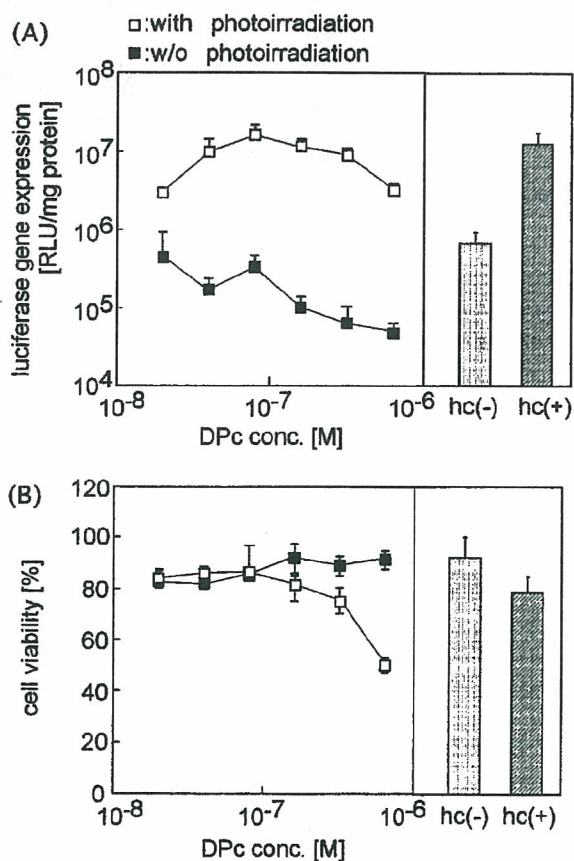 (A)
□:with photoirradiation
■:w/o photoirradiation
luciferase gene expression
[RLU/mg protein]
10⁸
10⁷
10⁶
10⁵
10⁴
10⁻⁸
10⁻⁷
10⁻⁶
hc(-)
hc(+)
DPc conc. [M]
(B)
cell viability [%]
120
100
80
60
40
20
0
10⁻⁸
10⁻⁷
10⁻⁶
hc(-)
hc(+)
DPc conc. [M]